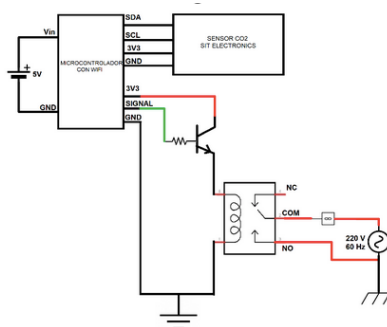 Vin
5V
GND
MICROCONTROLADOR
CON WIFI
SDA
SCL
3V3
GND
3V3
SIGNAL
GND
SENSOR CO2
SIT ELECTRONICS
NC
COM
NO
220 V
60 Hz